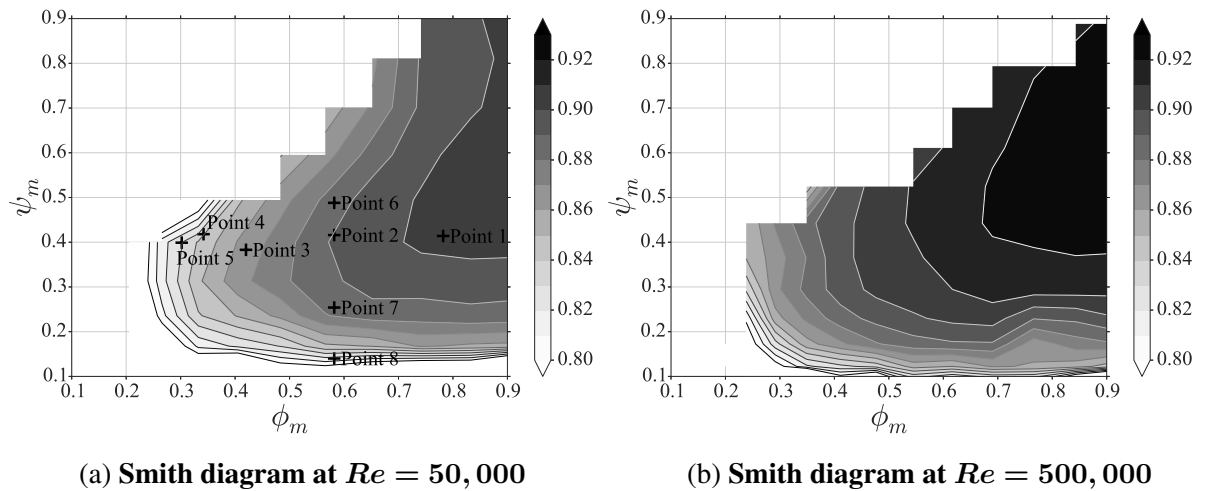 0.9
0.8
0.7
0.6
0.5
0.4
0.3
0.2
0.1
ψ_m
0.1 0.2 0.3 0.4 0.5 0.6 0.7 0.8 0.9
ϕ_m
Point 6
Point 4
Point 2
Point 1
Point 3
Point 5
Point 7
Point 8
0.92
0.90
0.88
0.86
0.84
0.82
0.80
0.9
0.8
0.7
0.6
0.5
0.4
0.3
0.2
0.1
ψ_m
0.1 0.2 0.3 0.4 0.5 0.6 0.7 0.8 0.9
ϕ_m
0.92
0.90
0.88
0.86
0.84
0.82
0.80
(a) Smith diagram at Re = 50,000
(b) Smith diagram at Re = 500,000